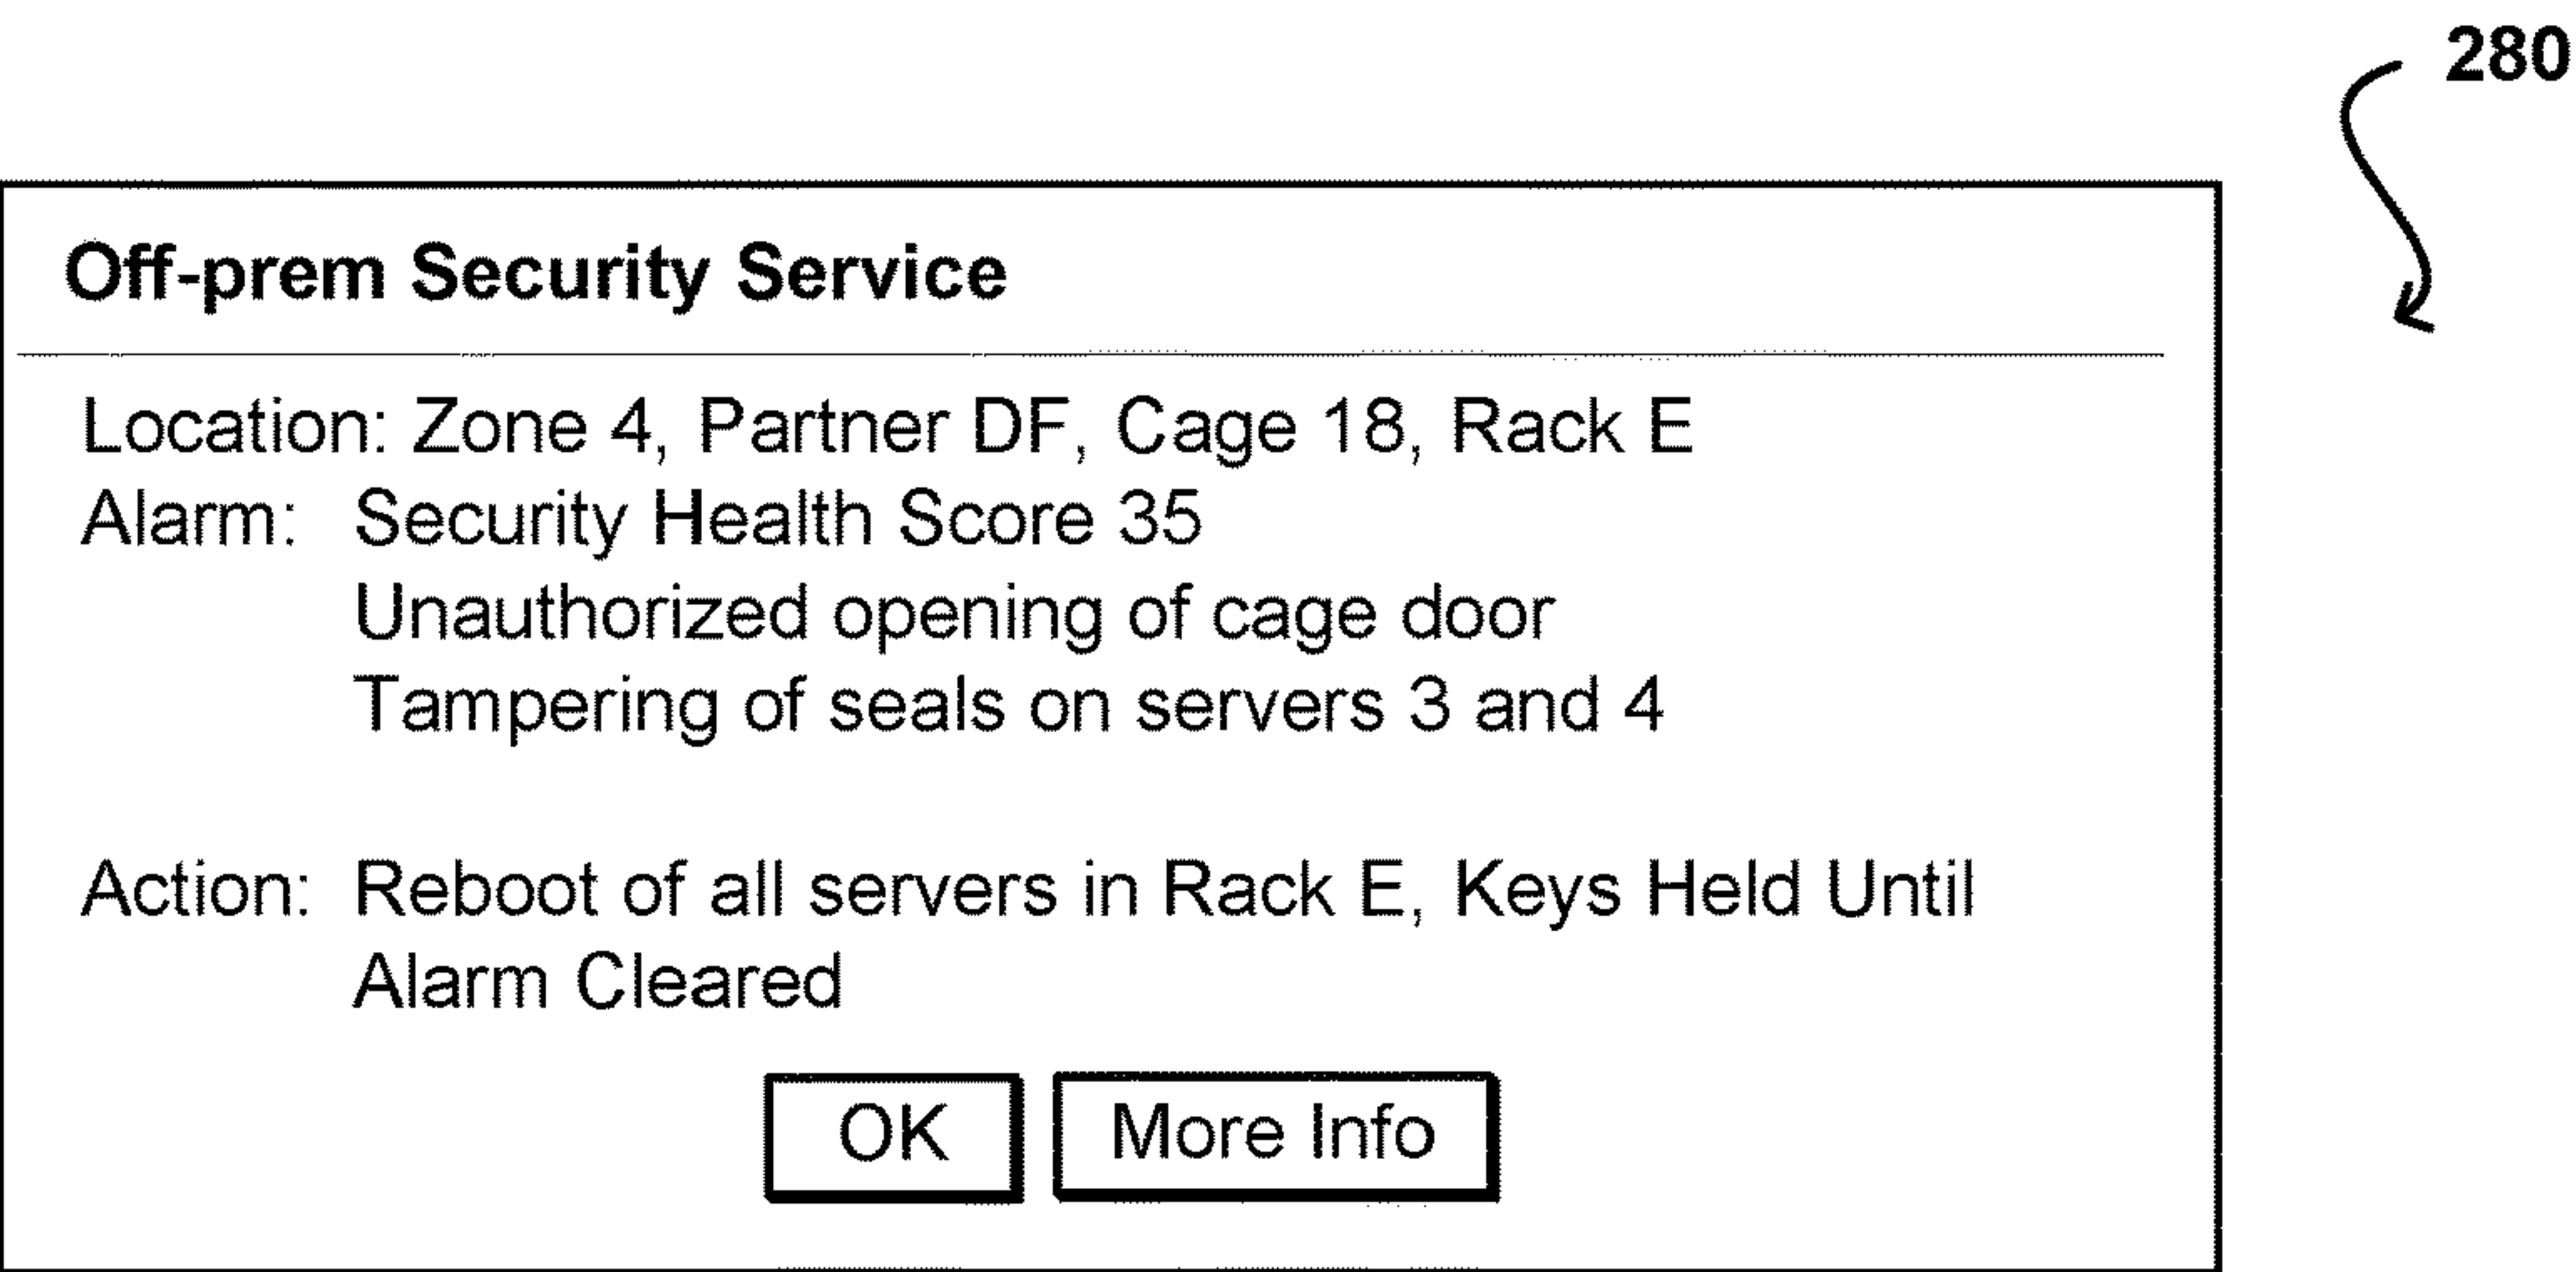 280
Off-prem Security Service
Location: Zone 4, Partner DF, Cage 18, Rack E
Alarm: Security Health Score 35
Unauthorized opening of cage door
Tampering of seals on servers 3 and 4
Action: Reboot of all servers in Rack E, Keys Held Until
Alarm Cleared
OK More Info